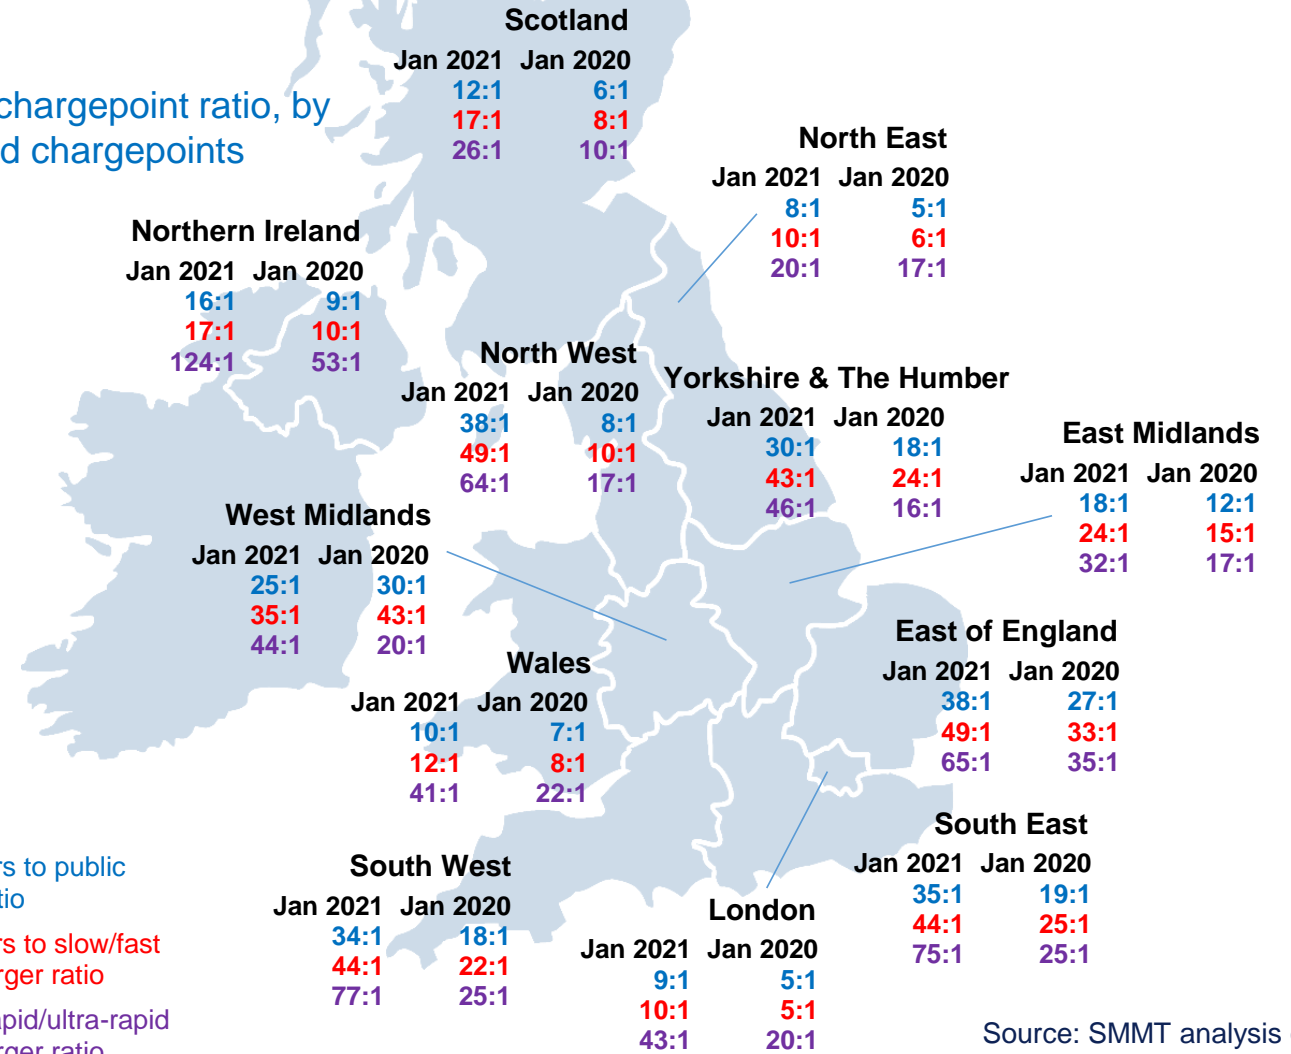 Scotland
Jan 2021 Jan 2020
12:1 6:1
17:1 8:1
26:1 10:1
chargepoint ratio, by
d chargepoints
North East
Jan 2021 Jan 2020
8:1 5:1
10:1 6:1
20:1 17:1
Northern Ireland
Jan 2021 Jan 2020
16:1 9:1
17:1 10:1
124:1 53:1
North West
Jan 2021 Jan 2020
38:1 8:1
49:1 10:1
64:1 17:1
Yorkshire & The Humber
Jan 2021 Jan 2020
30:1 18:1
43:1 24:1
46:1 16:1
East Midlands
Jan 2021 Jan 2020
18:1 12:1
24:1 15:1
32:1 17:1
West Midlands
Jan 2021 Jan 2020
25:1 30:1
35:1 43:1
44:1 20:1
East of England
Jan 2021 Jan 2020
38:1 27:1
49:1 33:1
65:1 35:1
Wales
Jan 2021 Jan 2020
10:1 7:1
12:1 8:1
41:1 22:1
South East
Jan 2021 Jan 2020
35:1 19:1
44:1 25:1
75:1 25:1
South West
Jan 2021 Jan 2020
34:1 18:1
44:1 22:1
77:1 25:1
London
Jan 2021 Jan 2020
9:1 5:1
10:1 5:1
43:1 20:1
rs to public
tio
rs to slow/fast
rger ratio
apid/ultra-rapid
rger ratio
Source: SMMT analysis